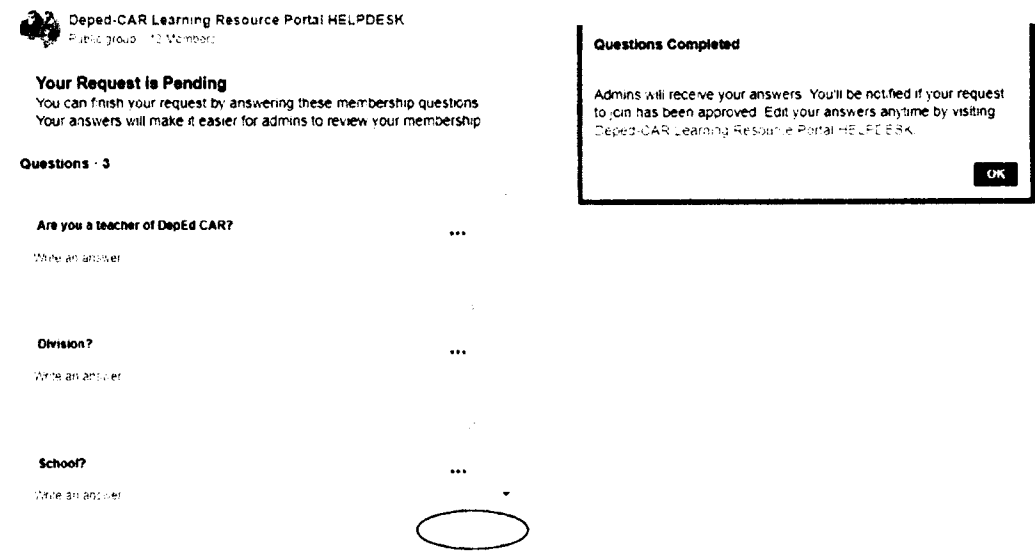 Deped-CAR Learning Resource Portal HELPDESK
Public group · 12 Members
Your Request is Pending
You can finish your request by answering these membership questions
Your answers will make it easier for admins to review your membership
Questions · 3
Are you a teacher of DepEd CAR?
Write an answer
Division?
Write an answer
School?
Write an answer
Questions Completed
Admins will receive your answers. You'll be notified if your request
to join has been approved. Edit your answers anytime by visiting
Deped-CAR Learning Resource Portal HELPDESK.
OK